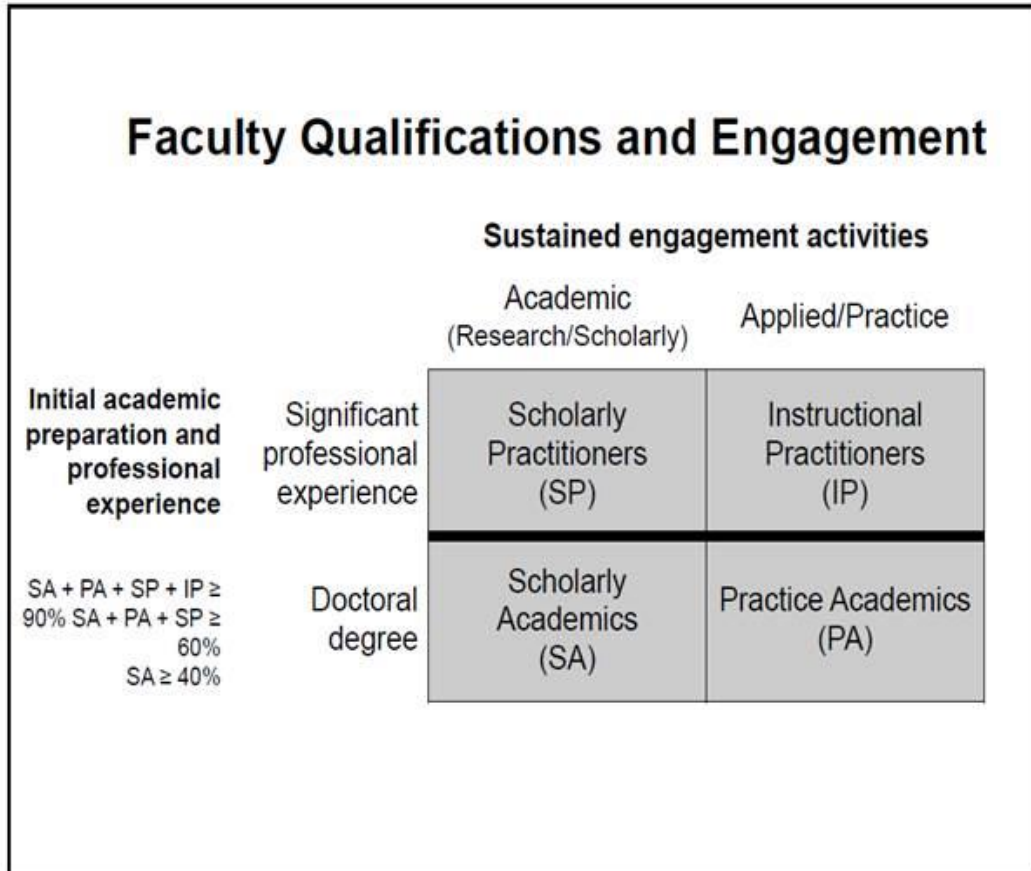 Faculty Qualifications and Engagement
Sustained engagement activities
Academic
(Research/Scholarly)
Applied/Practice
Initial academic
preparation and
professional
experience
Significant
professional
experience
Scholarly
Practitioners
(SP)
Instructional
Practitioners
(IP)
SA + PA + SP + IP ≥
90% SA + PA + SP ≥
60%
SA ≥ 40%
Doctoral
degree
Scholarly
Academics
(SA)
Practice Academics
(PA)